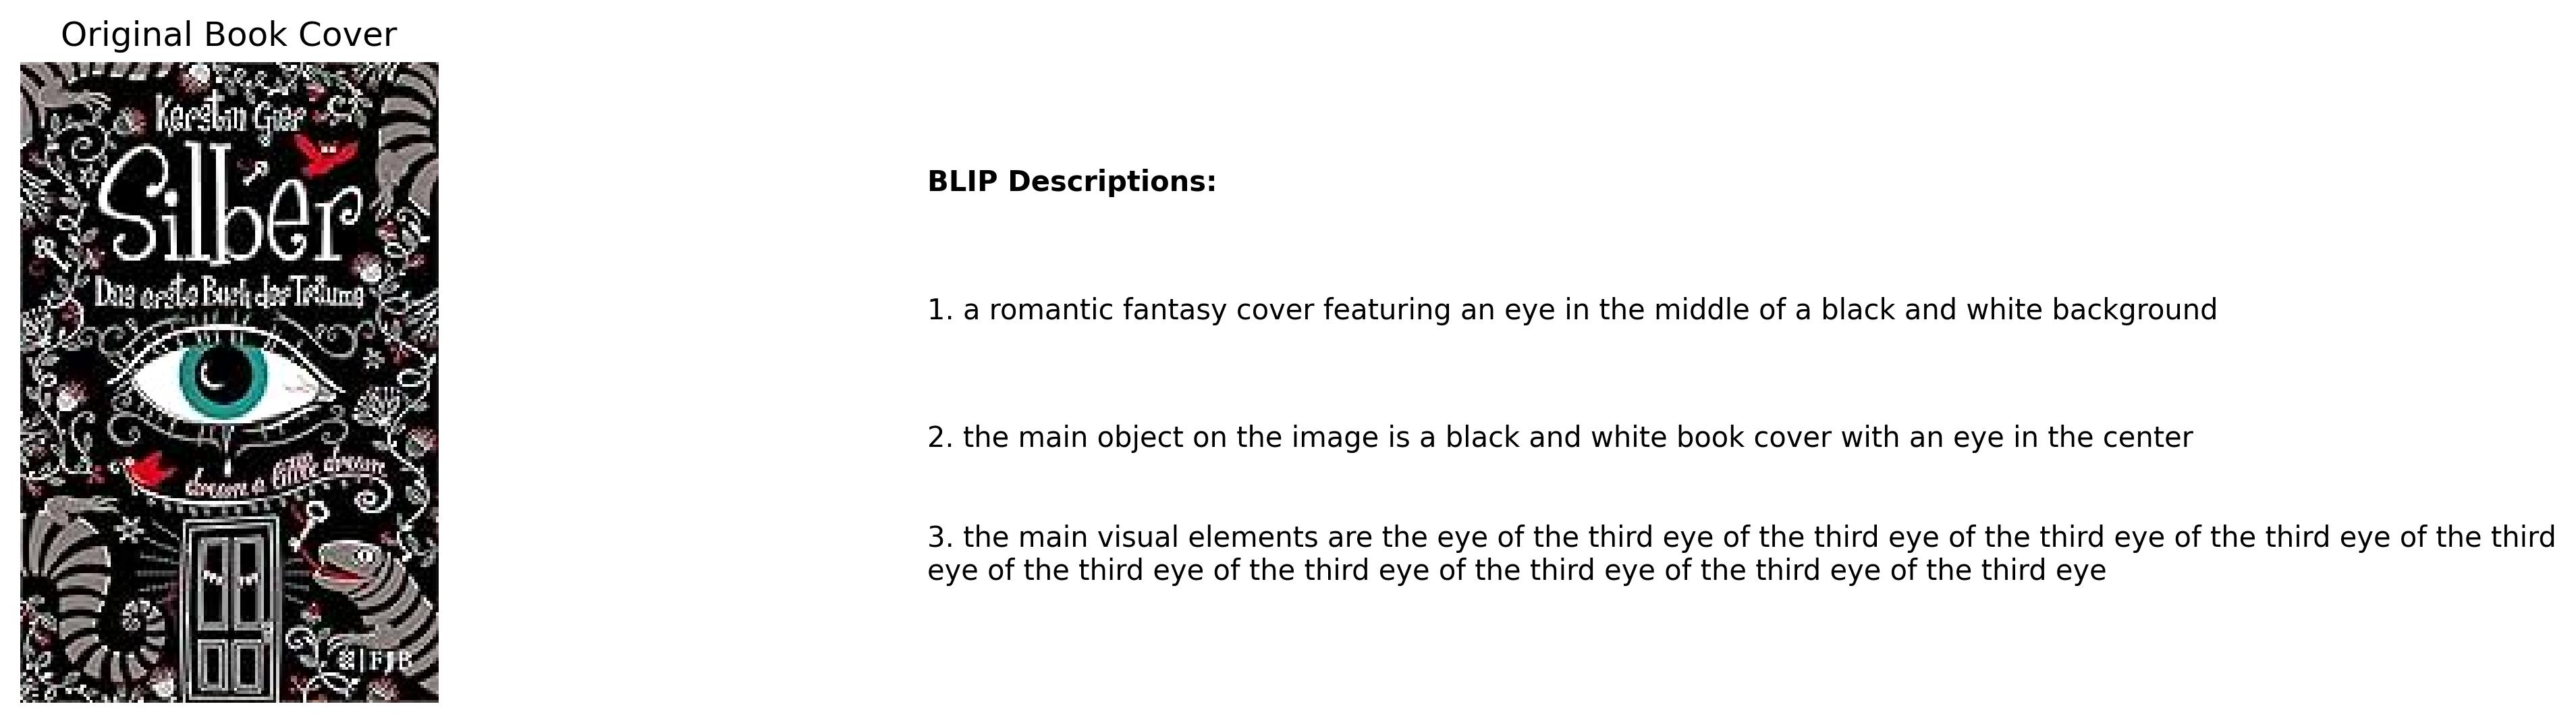 Original Book Cover
Kerstin Gier
Silber
Das erste Buch der Träume
dream a little dream
FJB
BLIP Descriptions:
1. a romantic fantasy cover featuring an eye in the middle of a black and white background
2. the main object on the image is a black and white book cover with an eye in the center
3. the main visual elements are the eye of the third eye of the third eye of the third eye of the third eye of the third
eye of the third eye of the third eye of the third eye of the third eye of the third eye